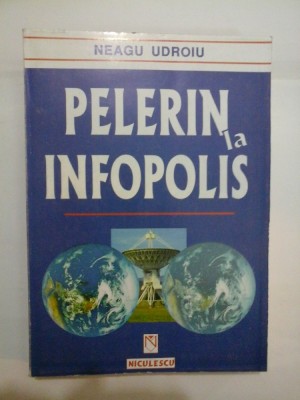 NEAGU UDROIU
PELERIN
la
INFOPOLIS
N
NICULESCU